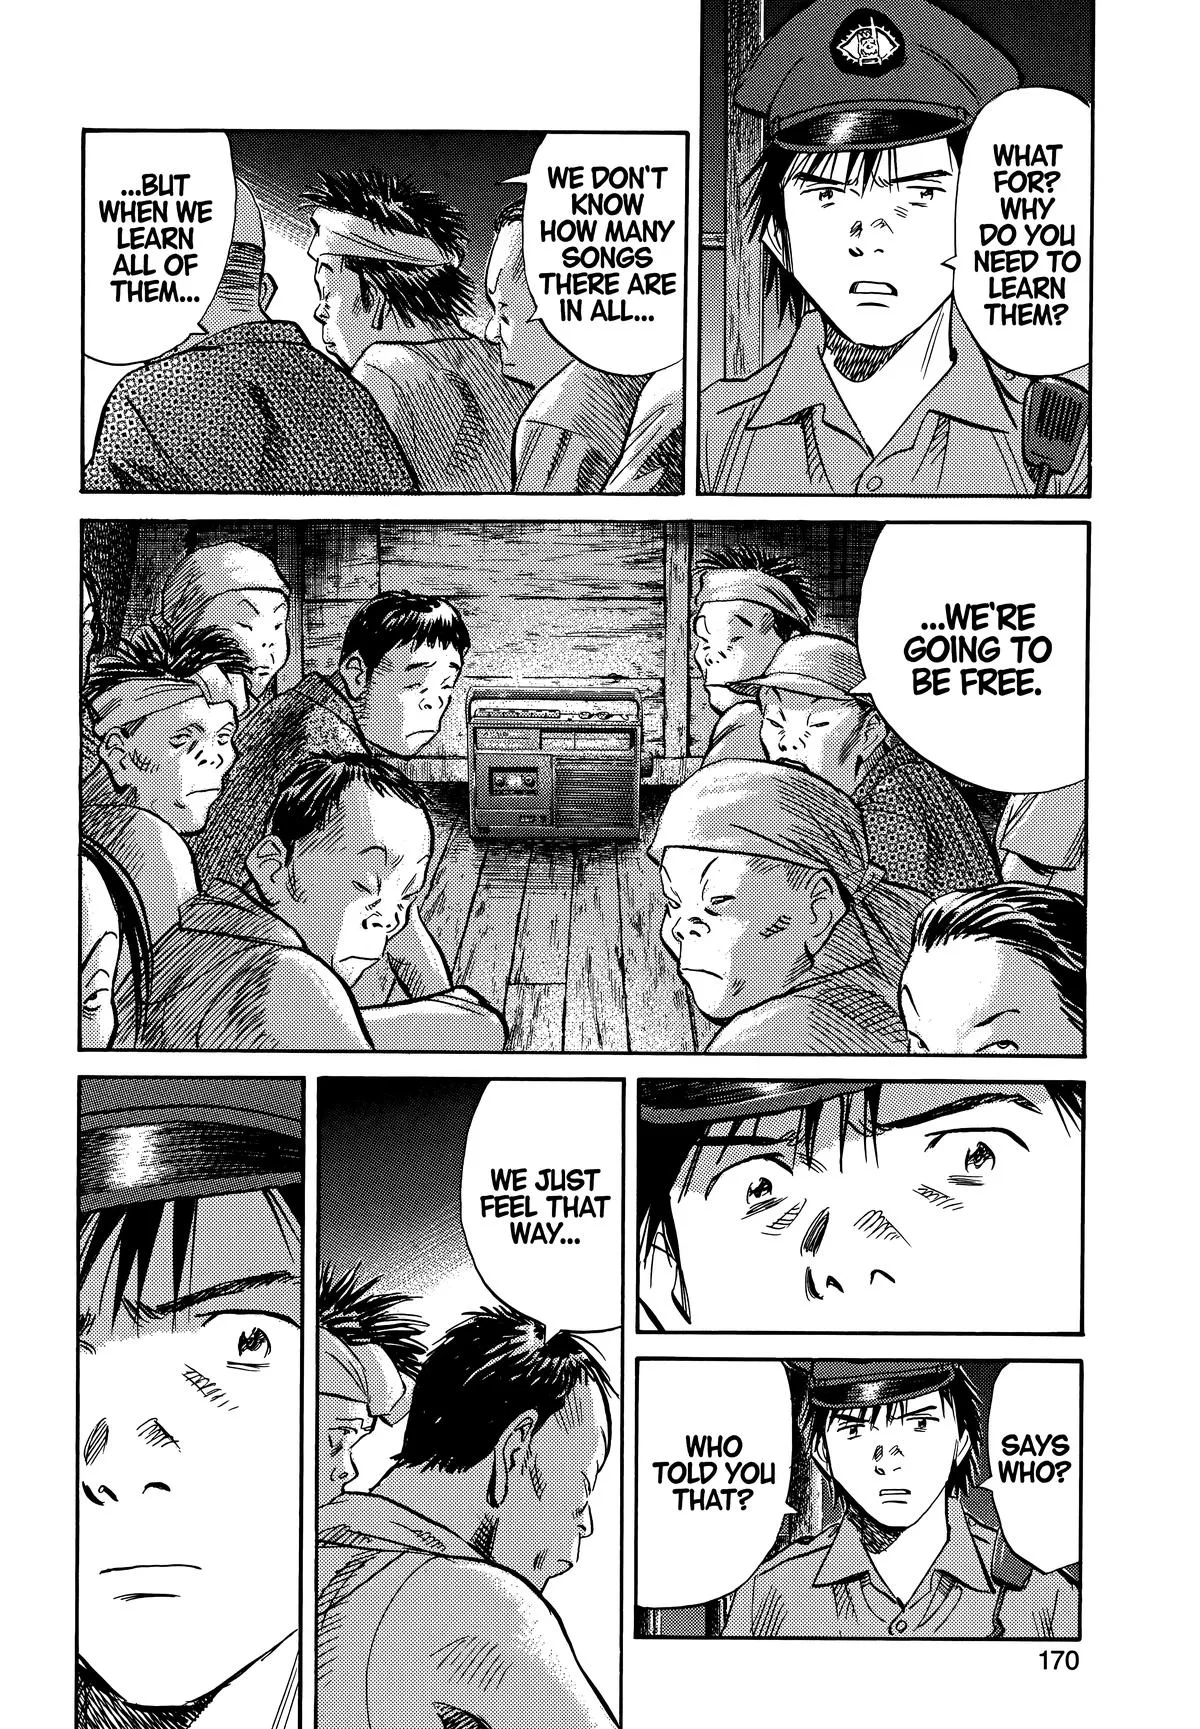 WHAT
FOR?
WHY
DO YOU
NEED TO
LEARN
THEM?
WE DON'T
KNOW
HOW MANY
SONGS
THERE ARE
IN ALL...
...BUT
WHEN WE
LEARN
ALL OF
THEM...
...WE'RE
GOING TO
BE FREE.
SAYS
WHO?
WHO
TOLD YOU
THAT?
WE JUST
FEEL THAT
WAY...
170